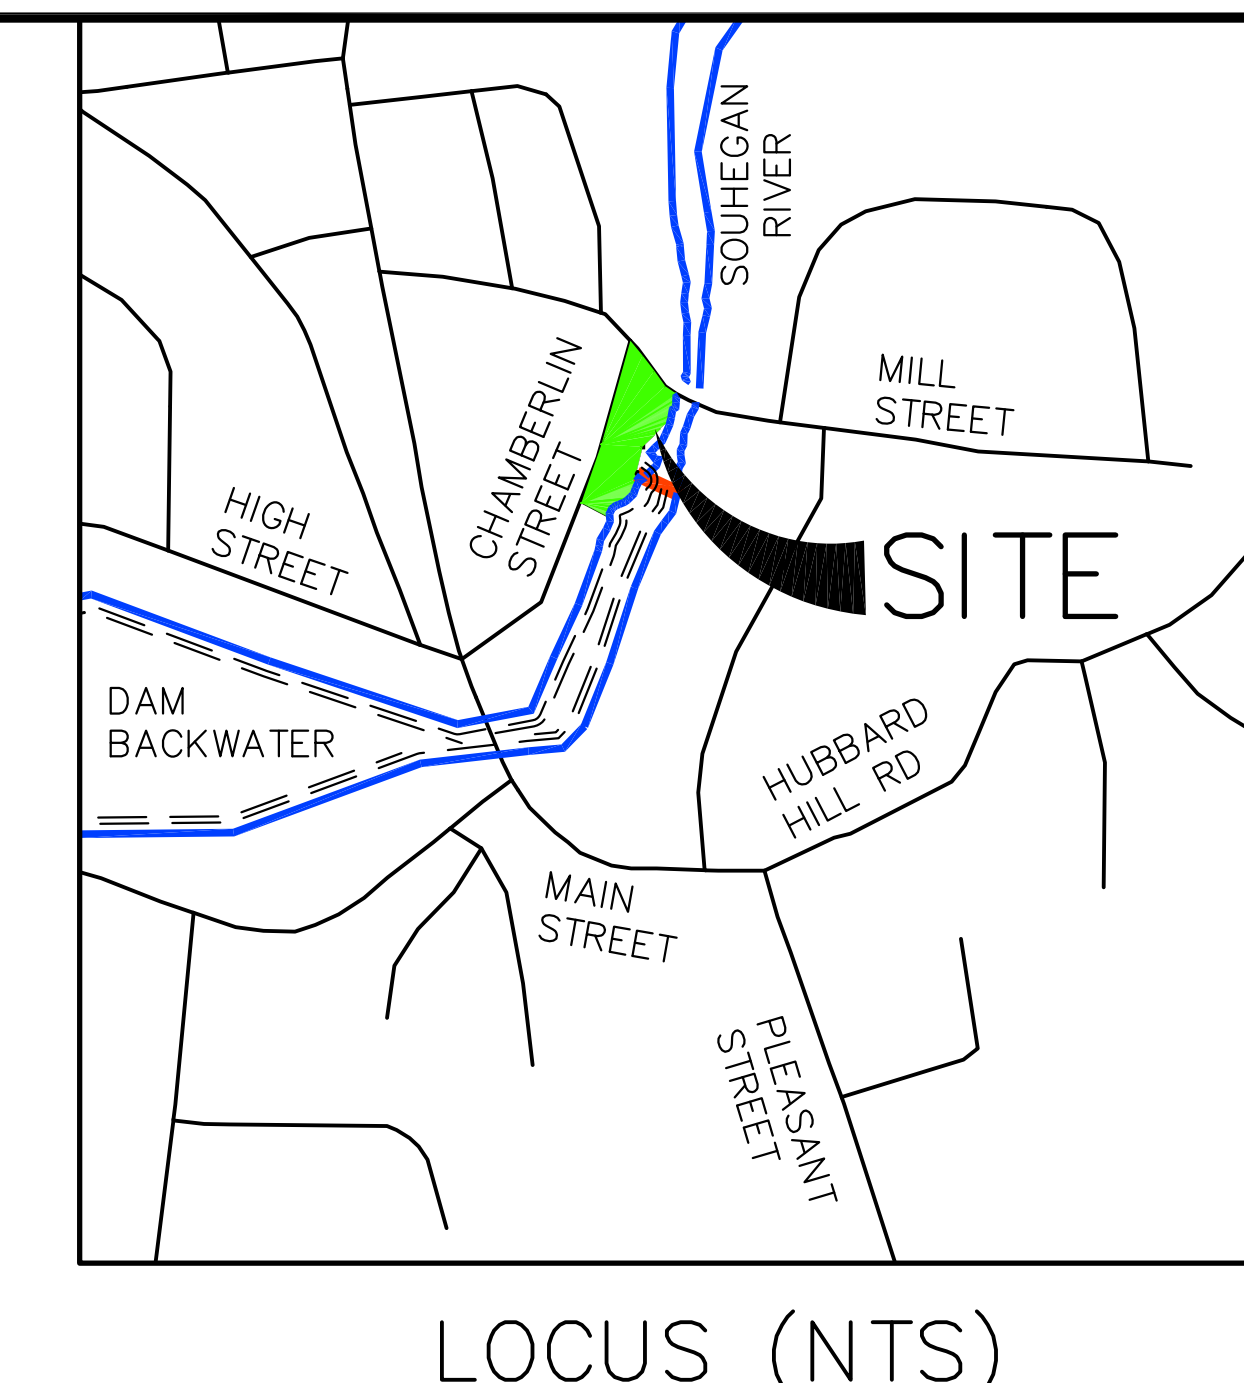 SOUHEGAN
RIVER
MILL
STREET
CHAMBERLIN
STREET
HIGH
STREET
SITE
DAM
BACKWATER
HUBBARD
HILL RD
MAIN
STREET
PLEASANT
STREET
LOCUS (NTS)